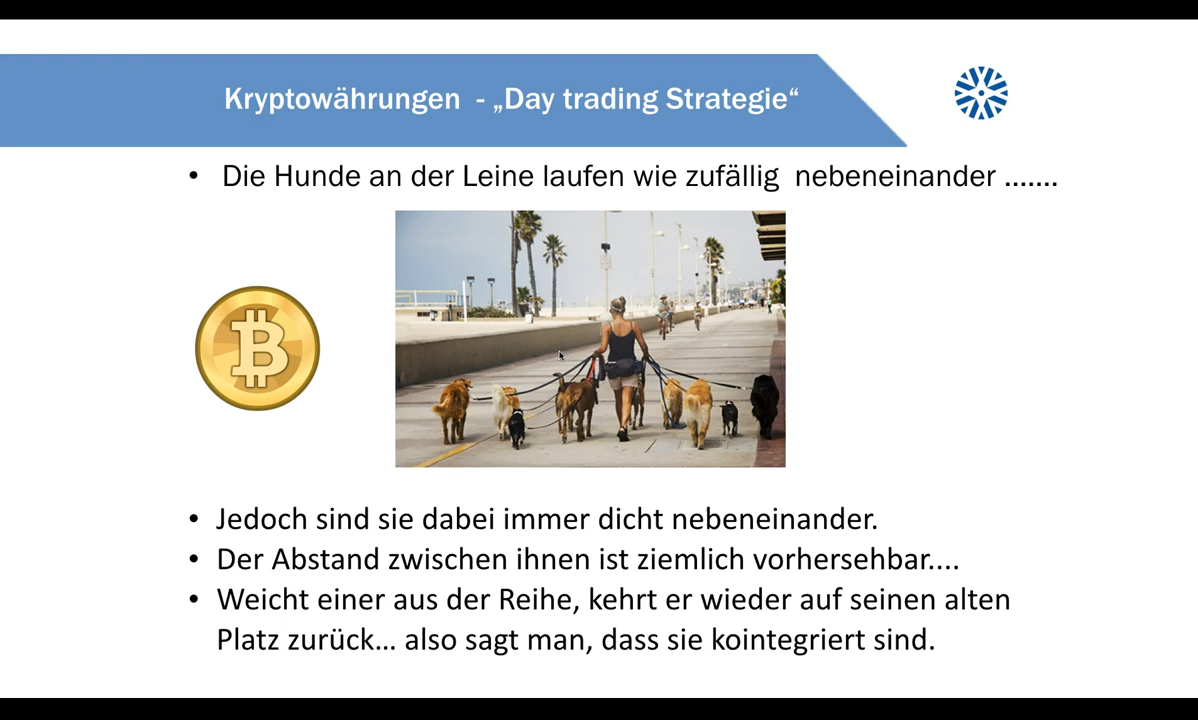 Kryptowährungen - „Day trading Strategie“
• Die Hunde an der Leine laufen wie zufällig nebeneinander .......
• Jedoch sind sie dabei immer dicht nebeneinander.
• Der Abstand zwischen ihnen ist ziemlich vorhersehbar....
• Weicht einer aus der Reihe, kehrt er wieder auf seinen alten
Platz zurück... also sagt man, dass sie kointegriert sind.